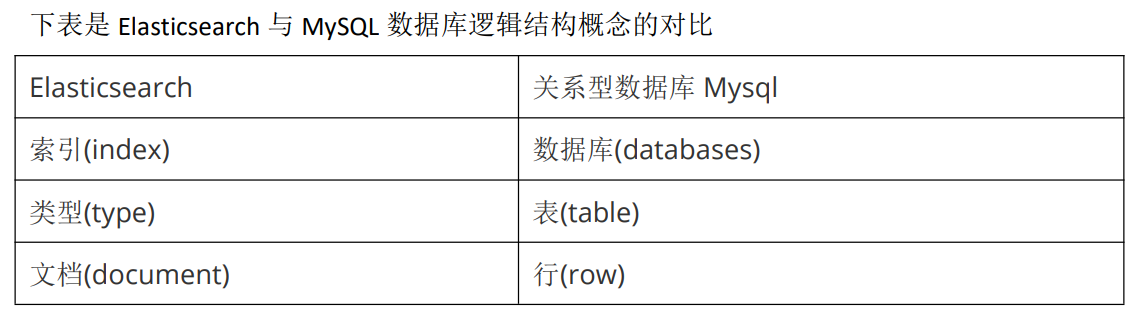 下表是 Elasticsearch 与 MySQL 数据库逻辑结构概念的对比
Elasticsearch 关系型数据库 Mysql
索引(index) 数据库(databases)
类型(type) 表(table)
文档(document) 行(row)